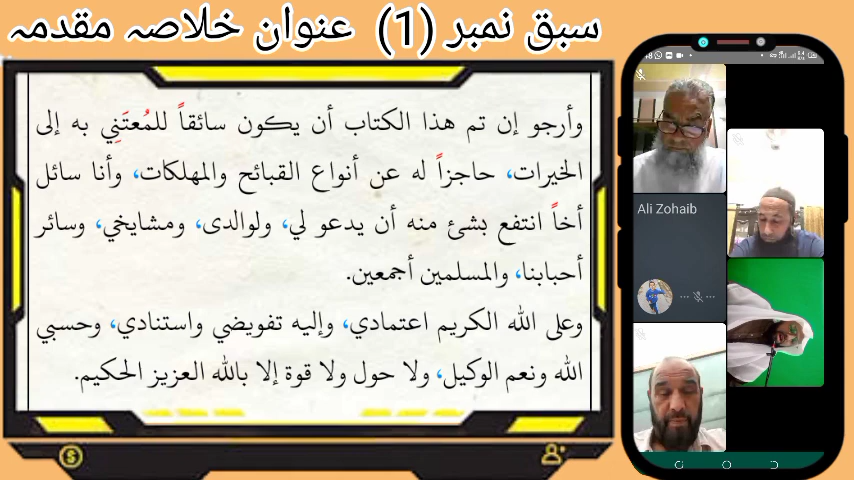 سبق نمبر (1) عنوان خلاصہ مقدمہ
وأرجو إن تم هذا الكتاب أن يكون سائقاً للمُعتَنِي به إلى
الخيرات، حاجزاً له عن أنواع القبائح والمهلكات، وأنا سائل
أخاً انتفع بشئ منه أن يدعو لي، ولوالدى، ومشايخي، وسائر
أحبابنا، والمسلمين أجمعين.
وعلى الله الكريم اعتمادي، وإليه تفويضي واستنادي، وحسبي
الله ونعم الوكيل، ولا حول ولا قوة إلا بالله العزيز الحكيم.
Ali Zohaib